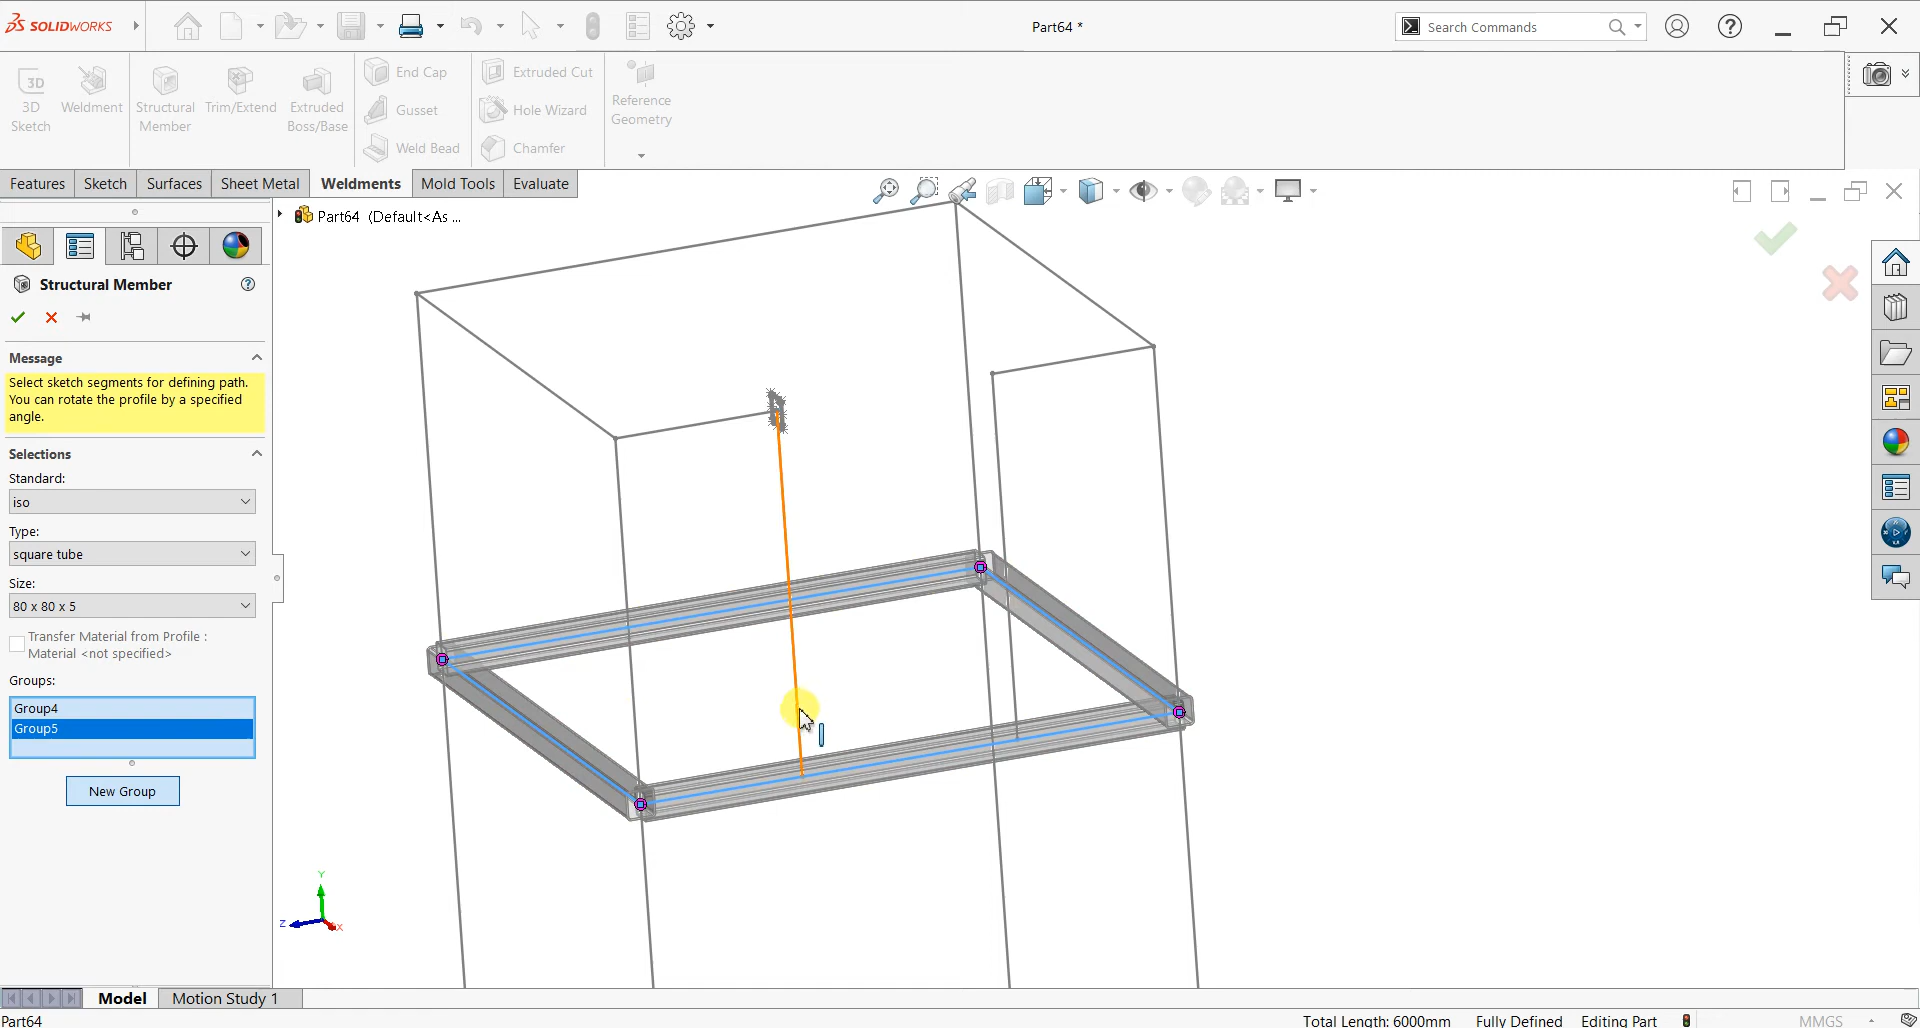 SOLIDWORKS
Part64 *
Search Commands
3D
3D
Sketch
Weldment
Structural
Member
Trim/Extend
Extruded
Boss/Base
End Cap
Gusset
Weld Bead
Extruded Cut
Hole Wizard
Chamfer
Reference
Geometry
Features
Sketch
Surfaces
Sheet Metal
Weldments
Mold Tools
Evaluate
Part64 (Default<As ...
Structural Member
Message
Select sketch segments for defining path.
You can rotate the profile by a specified
angle.
Selections
Standard:
iso
Type:
square tube
Size:
80 x 80 x 5
Transfer Material from Profile :
Material <not specified>
Groups:
Group4
Group5
New Group
Y
Z
X
Model
Motion Study 1
Part64
Total Length: 6000mm
Fully Defined
Editing Part
MMGS